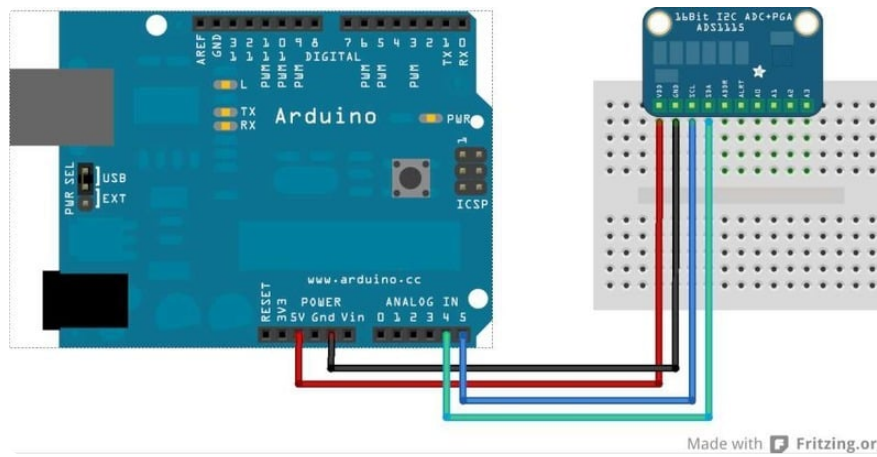 16Bit I2C ADC+PGA
ADS1115
VDD GND SCL SDA ADDR ALRT A0 A1 A2 A3
AREF GND 13 12 11 10 9 8 7 6 5 4 3 2 1 0
PWM PWM PWM PWM PWM PWM TX RX
DIGITAL
L
TX
RX
Arduino
PWR
1
ICSP
PWR SEL
USB
EXT
www.arduino.cc
POWER
ANALOG IN
RESET 3V3 5V Gnd Vin 0 1 2 3 4 5
Made with Fritzing.or